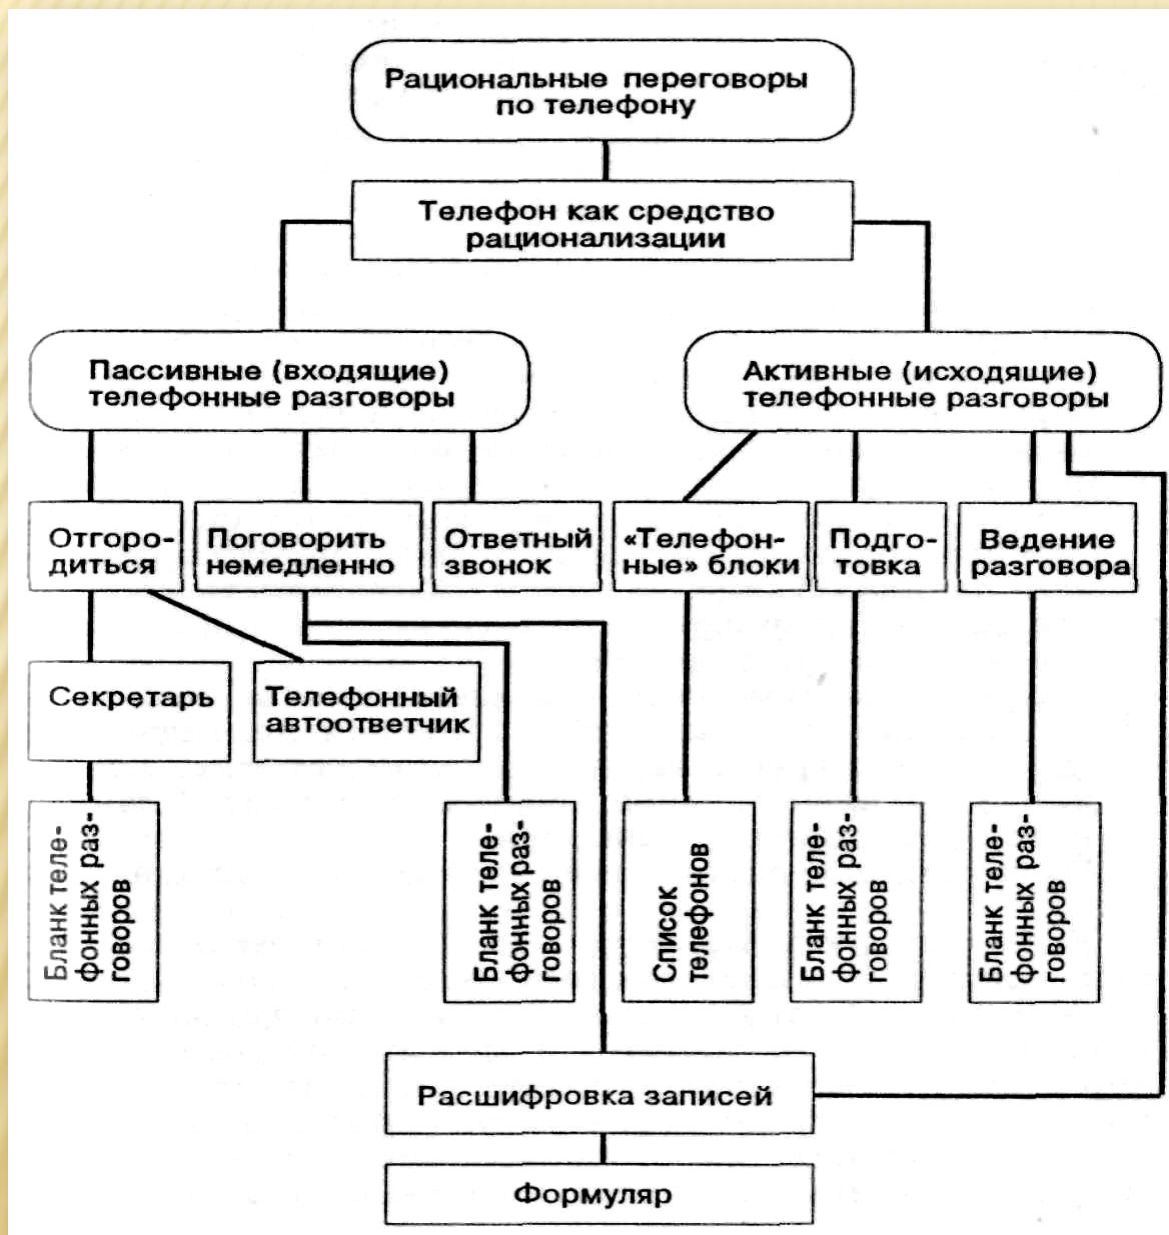 Рациональные переговоры
по телефону
Телефон как средство
рационализации
Пассивные (входящие)
телефонные разговоры
Активные (исходящие)
телефонные разговоры
Отгоро-
диться
Поговорить
немедленно
Ответный
звонок
«Телефон-
ные» блоки
Подго-
товка
Ведение
разговора
Секретарь
Телефонный
автоответчик
Бланк теле-
фонных раз-
говоров
Бланк теле-
фонных раз-
говоров
Список
телефонов
Бланк теле-
фонных раз-
говоров
Бланк теле-
фонных раз-
говоров
Расшифровка записей
Формуляр